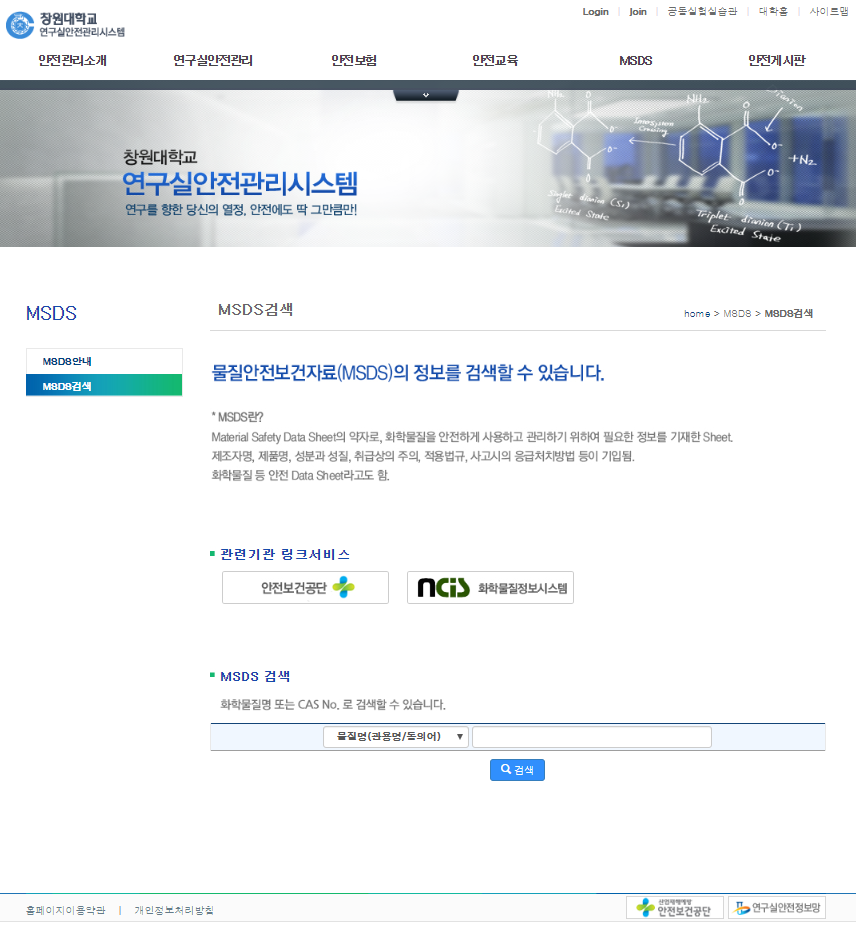 창원대학교
연구실안전관리시스템
Login | Join | 공동실험실습관 | 대학홈 | 사이트맵
안전관리소개 연구실안전관리 안전보험 안전교육 MSDS 안전게시판
창원대학교
연구실안전관리시스템
연구를 향한 당신의 열정, 안전에도 딱 그만큼만!
NH₂
O
O⁻
O⁻
O
Intersystem
Crossing
Singlet dianion (S₁)
Excited State
NH₂
O
O⁻
O⁻
O
Dianion
+N₂
Triplet dianion (T₁)
Excited State
MSDS
MSDS안내
MSDS검색
MSDS검색
home > MSDS > MSDS검색
물질안전보건자료(MSDS)의 정보를 검색할 수 있습니다.
* MSDS란?
Material Safety Data Sheet의 약자로, 화학물질을 안전하게 사용하고 관리하기 위하여 필요한 정보를 기재한 Sheet.
제조자명, 제품명, 성분과 성질, 취급상의 주의, 적용법규, 사고시의 응급처치방법 등이 기입됨.
화학물질 등 안전 Data Sheet라고도 함.
관련기관 링크서비스
안전보건공단
ncis 화학물질정보시스템
MSDS 검색
화학물질명 또는 CAS No. 로 검색할 수 있습니다.
물질명(관용명/동의어) ▼
검색
홈페이지이용약관 | 개인정보처리방침
산업재해예방
안전보건공단
연구실안전정보망